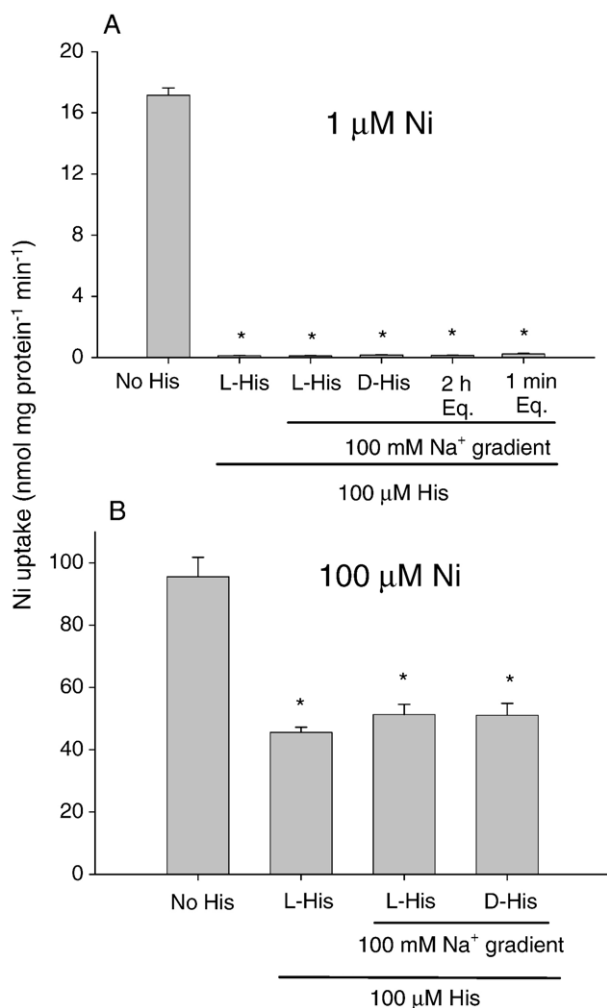 A
20
16
12
8
4
0
1 μM Ni
*
*
*
*
*
No His
L-His
L-His
D-His
2 h
Eq.
1 min
Eq.
100 mM Na⁺ gradient
100 μM His
Ni uptake (nmol mg protein⁻¹ min⁻¹)
B
100
80
60
40
20
0
100 μM Ni
*
*
*
No His
L-His
L-His
D-His
100 mM Na⁺ gradient
100 μM His